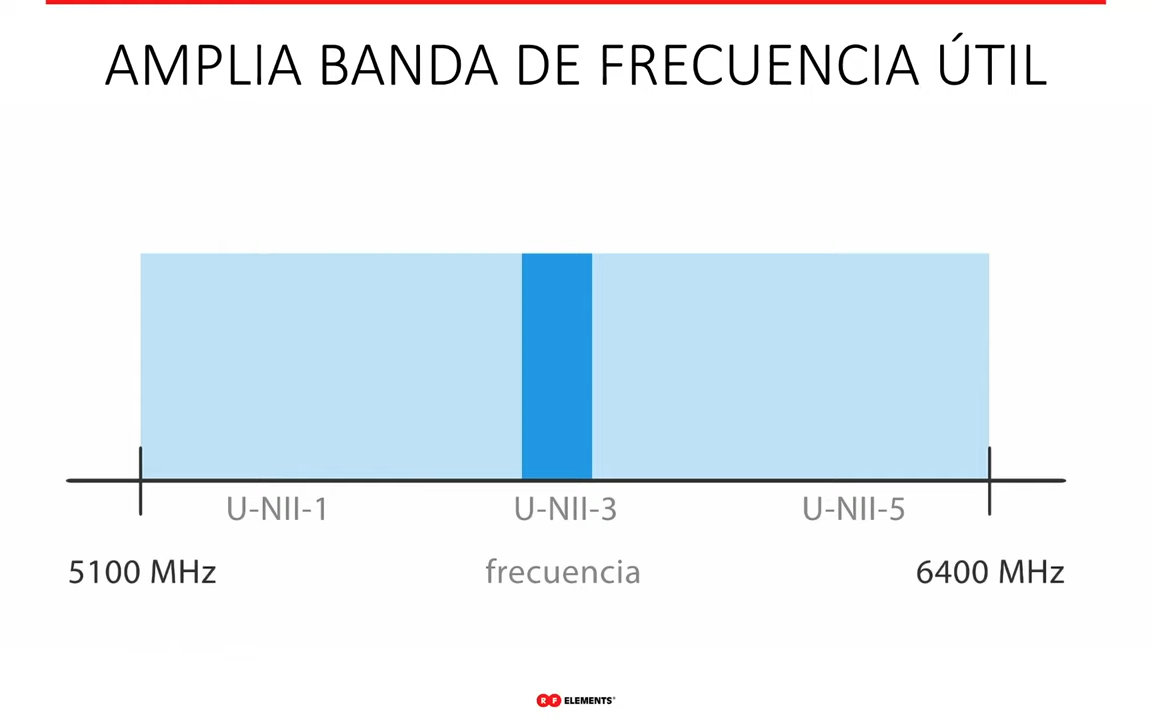 AMPLIA BANDA DE FRECUENCIA ÚTIL
U-NII-1 U-NII-3 U-NII-5
5100 MHz frecuencia 6400 MHz
RF ELEMENTS